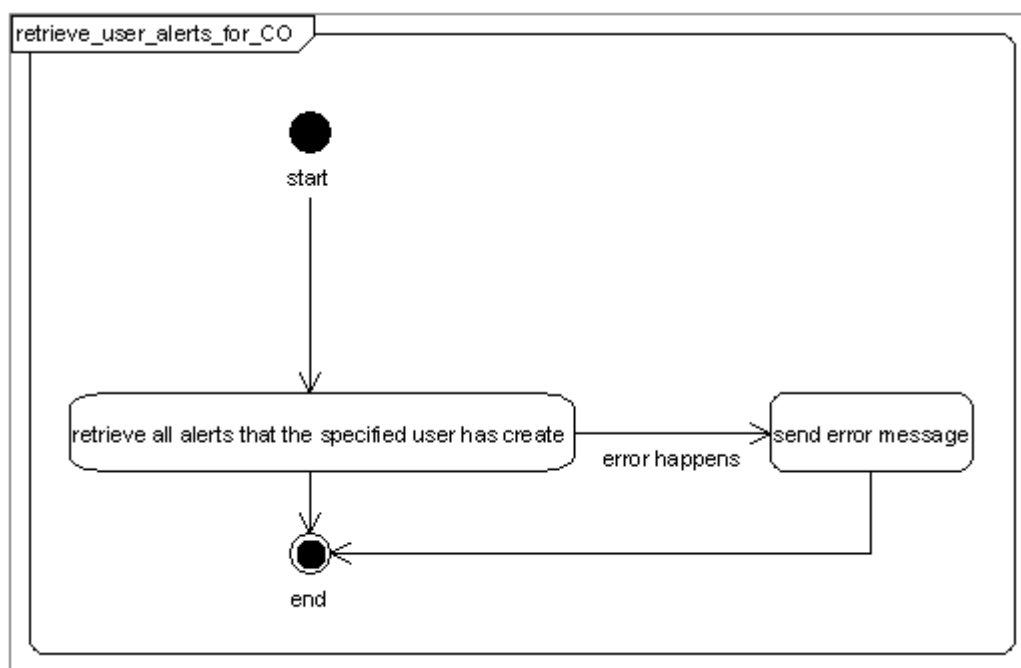 retrieve_user_alerts_for_CO
start
retrieve all alerts that the specified user has create
error happens
send error message
end